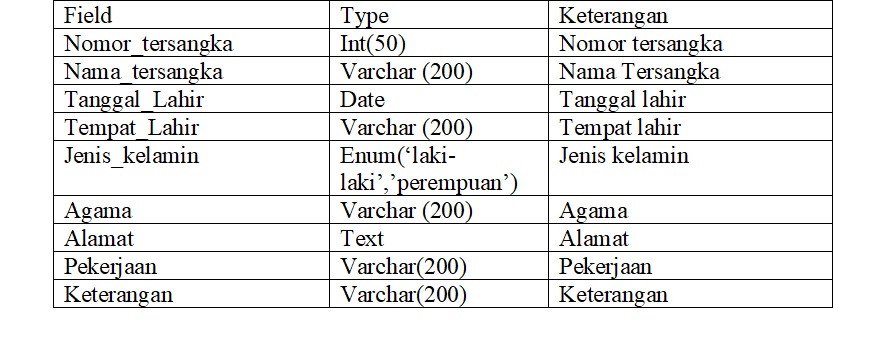 Field Type Keterangan
Nomor_tersangka Int(50) Nomor tersangka
Nama_tersangka Varchar (200) Nama Tersangka
Tanggal_Lahir Date Tanggal lahir
Tempat_Lahir Varchar (200) Tempat lahir
Jenis_kelamin Enum(‘laki- Jenis kelamin
laki’,’perempuan’)
Agama Varchar (200) Agama
Alamat Text Alamat
Pekerjaan Varchar(200) Pekerjaan
Keterangan Varchar(200) Keterangan